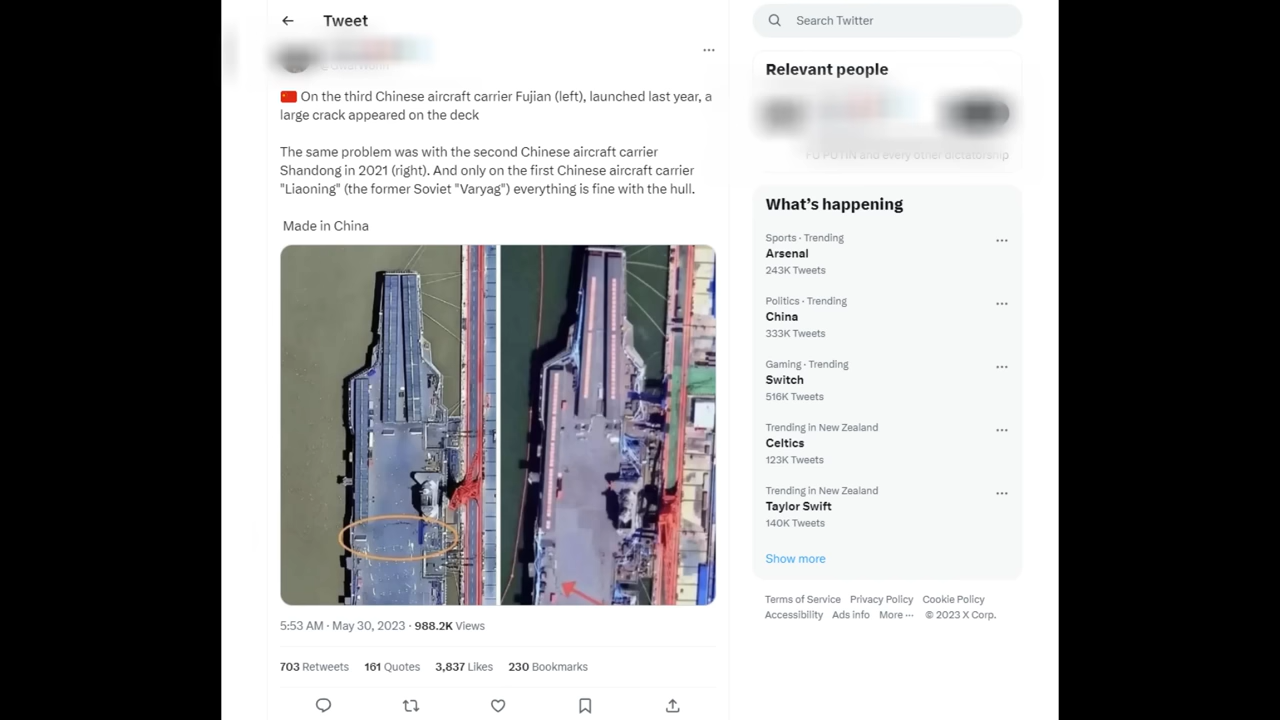 Tweet
Search Twitter
On the third Chinese aircraft carrier Fujian (left), launched last year, a
large crack appeared on the deck
The same problem was with the second Chinese aircraft carrier
Shandong in 2021 (right). And only on the first Chinese aircraft carrier
"Liaoning" (the former Soviet "Varyag") everything is fine with the hull.
Made in China
5:53 AM · May 30, 2023 · 988.2K Views
703 Retweets 161 Quotes 3,837 Likes 230 Bookmarks
Relevant people
PUTIN and every other dictatorship
What's happening
Sports · Trending
Arsenal
243K Tweets
Politics · Trending
China
333K Tweets
Gaming · Trending
Switch
516K Tweets
Trending in New Zealand
Celtics
123K Tweets
Trending in New Zealand
Taylor Swift
140K Tweets
Show more
Terms of Service Privacy Policy Cookie Policy
Accessibility Ads info More ··· © 2023 X Corp.